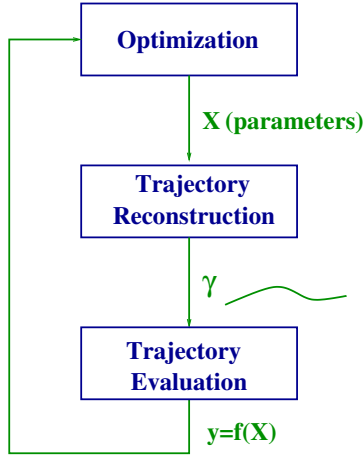 Optimization
X (parameters)
Trajectory
Reconstruction
γ
Trajectory
Evaluation
y=f(X)